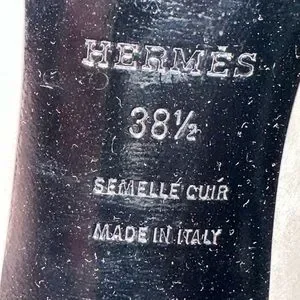 HERMÈS
38½
SEMELLE CUIR
MADE IN ITALY